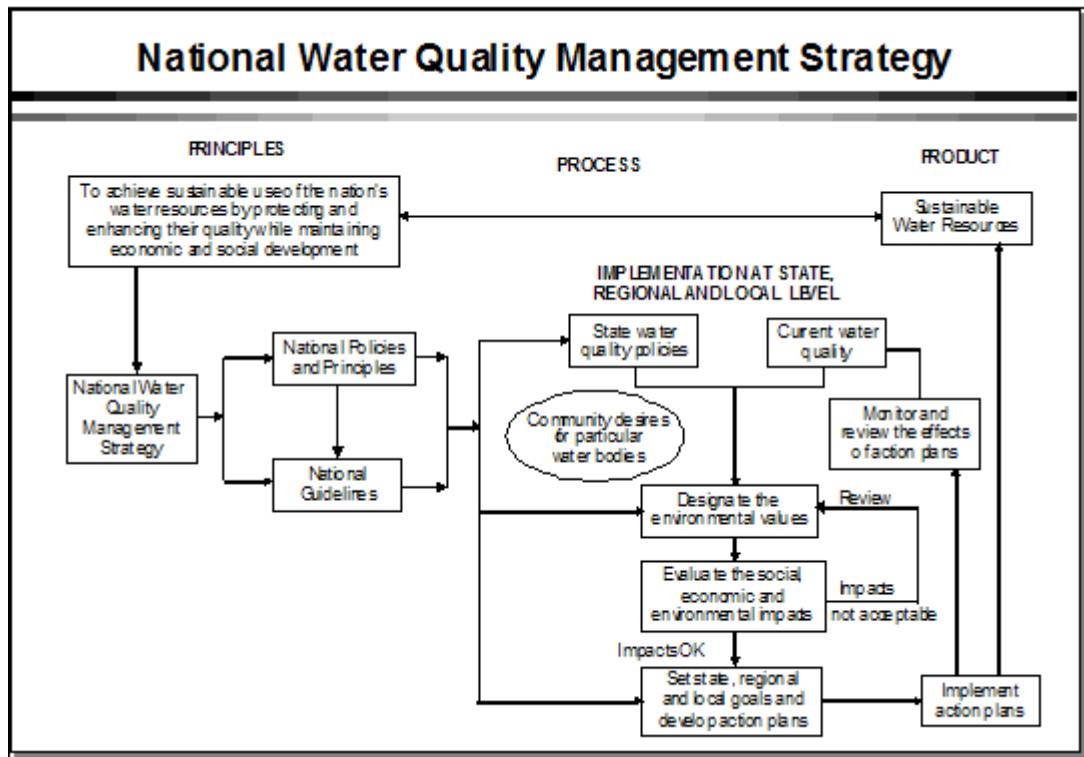 National Water Quality Management Strategy
PRINCIPLES
PROCESS
PRODUCT
To achieve sustainable use of the nation's
water resources by protecting and
enhancing their quality while maintaining
economic and social development
Sustainable
Water Resources
IMPLEMENTATION AT STATE,
REGIONAL AND LOCAL LEVEL
State water
quality policies
Current water
quality
National Policies
and Principles
National Water
Quality
Management
Strategy
Community desires
for particular
water bodies
Monitor and
review the effects
of action plans
National
Guidelines
Designate the
environmental values
Review
Evaluate the social,
economic and
environmental impacts
Impacts
not acceptable
Impacts OK
Set state, regional
and local goals and
develop action plans
Implement
action plans